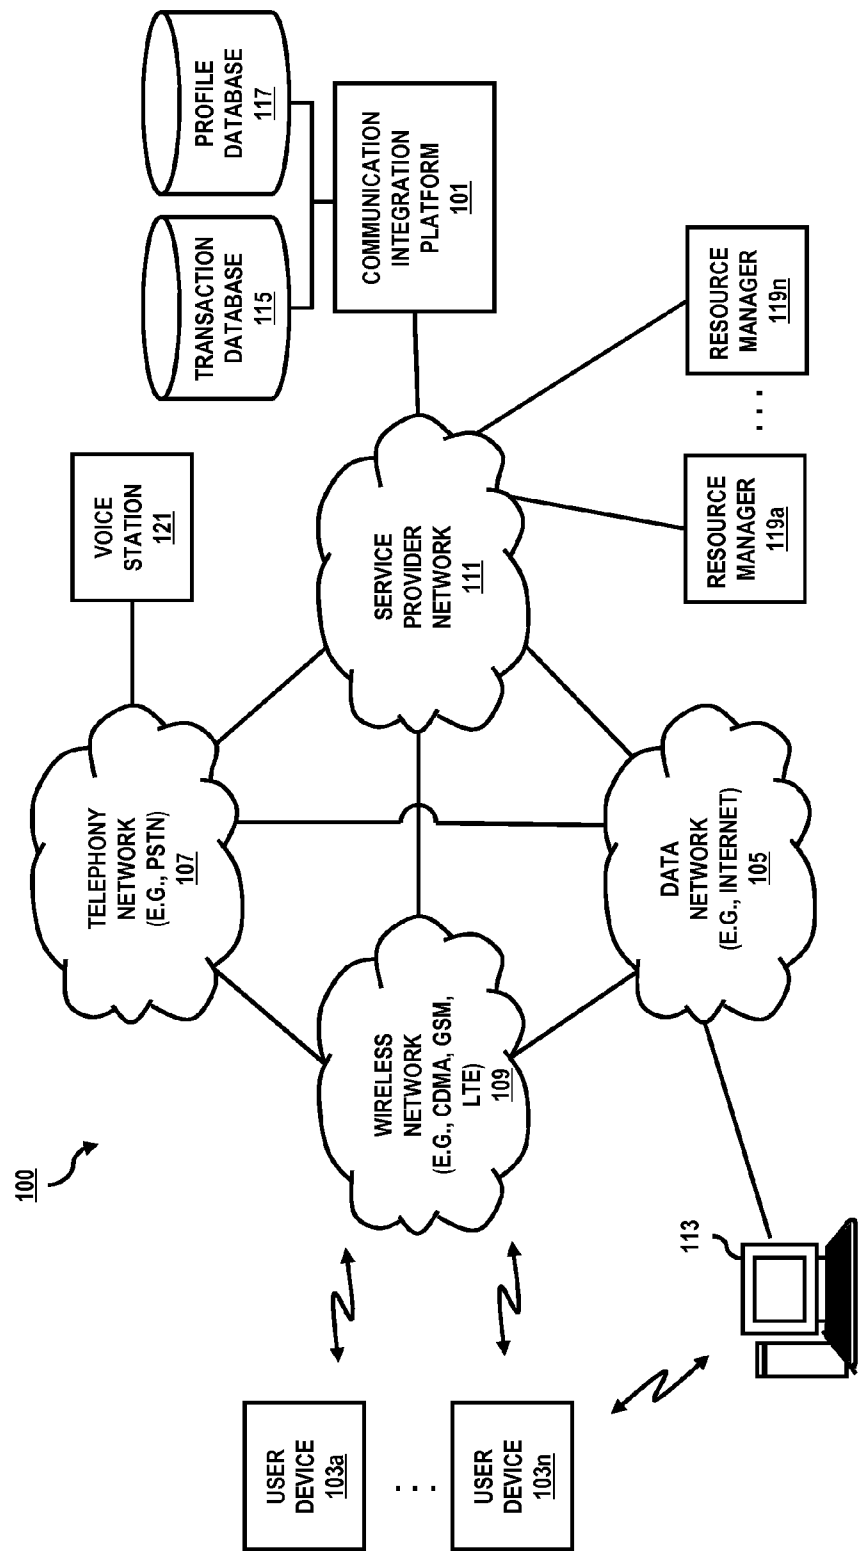 100
USER
DEVICE
103a
. . .
USER
DEVICE
103n
TELEPHONY
NETWORK
(E.G., PSTN)
107
VOICE
STATION
121
WIRELESS
NETWORK
(E.G., CDMA, GSM,
LTE)
109
SERVICE
PROVIDER
NETWORK
111
DATA
NETWORK
(E.G., INTERNET)
105
113
TRANSACTION
DATABASE
115
PROFILE
DATABASE
117
COMMUNICATION
INTEGRATION
PLATFORM
101
RESOURCE
MANAGER
119a
. . .
RESOURCE
MANAGER
119n